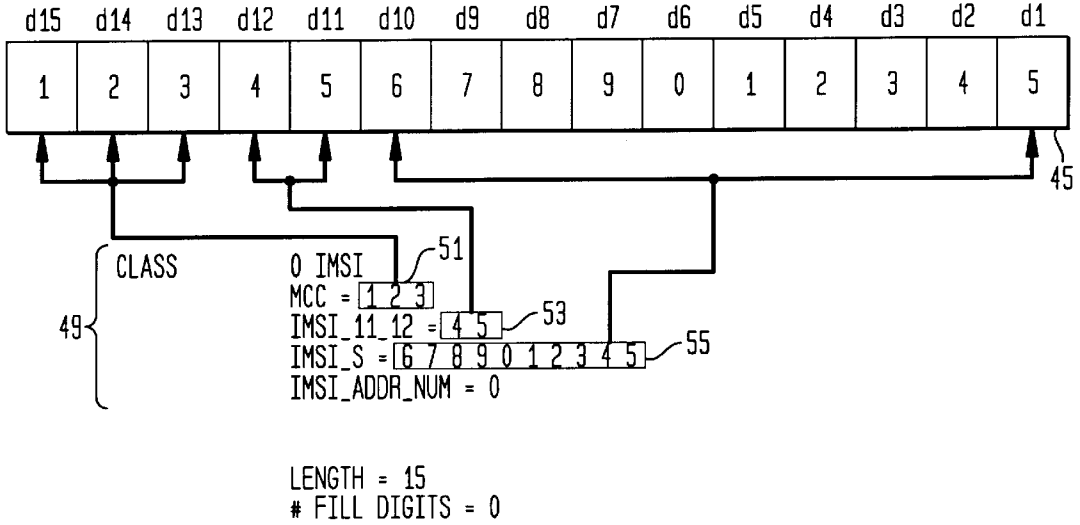 d15 d14 d13 d12 d11 d10 d9 d8 d7 d6 d5 d4 d3 d2 d1
1 2 3 4 5 6 7 8 9 0 1 2 3 4 5
45
CLASS 0 IMSI 51
MCC = 1 2 3
49 IMSI_11_12 = 4 5 53
IMSI_S = 6 7 8 9 0 1 2 3 4 5 55
IMSI_ADDR_NUM = 0
LENGTH = 15
# FILL DIGITS = 0